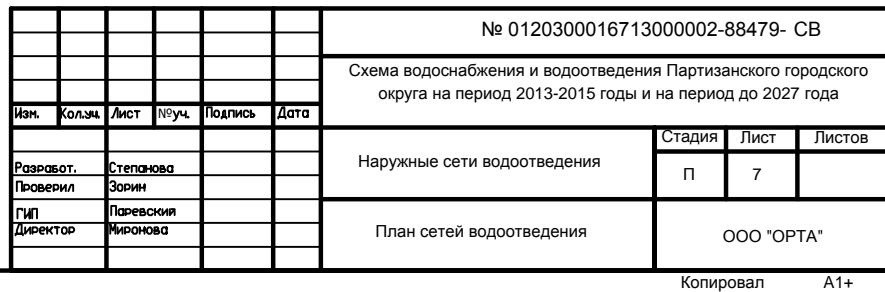 № 0120300016713000002-88479- СВ
Схема водоснабжения и водоотведения Партизанского городского
округа на период 2013-2015 годы и на период до 2027 года
Изм. Кол.уч. Лист №уч. Подпись Дата
Наружные сети водоотведения
Стадия Лист Листов
П 7
Разработ. Степанова
Проверил Зорин
ГИП Паревский
Директор Миронова
План сетей водоотведения
ООО "ОРТА"
Копировал А1+